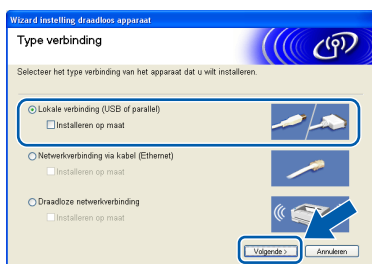 Wizard instelling draadloos apparaat
Type verbinding
Selecteer het type verbinding van het apparaat dat u wilt installeren.
Lokale verbinding (USB of parallel)
Installeren op maat
Netwerkverbinding via kabel (Ethernet)
Installeren op maat
Draadloze netwerkverbinding
Installeren op maat
Volgende >
Annuleren